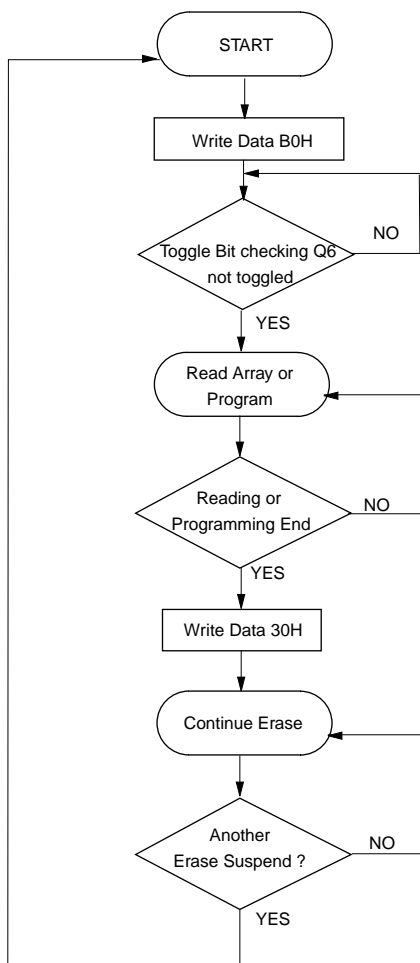 START
Write Data B0H
Toggle Bit checking Q6
not toggled
NO
YES
Read Array or
Program
Reading or
Programming End
NO
YES
Write Data 30H
Continue Erase
Another
Erase Suspend ?
NO
YES